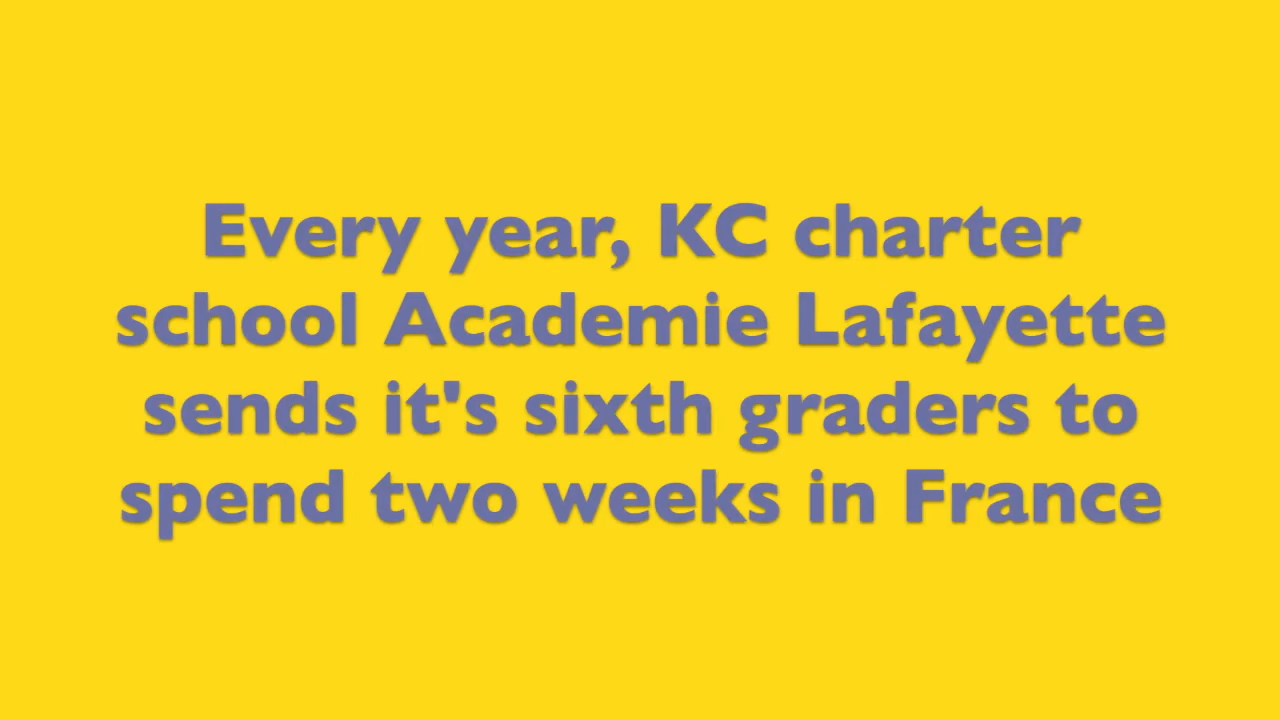 Every year, KC charter
school Academie Lafayette
sends it's sixth graders to
spend two weeks in France